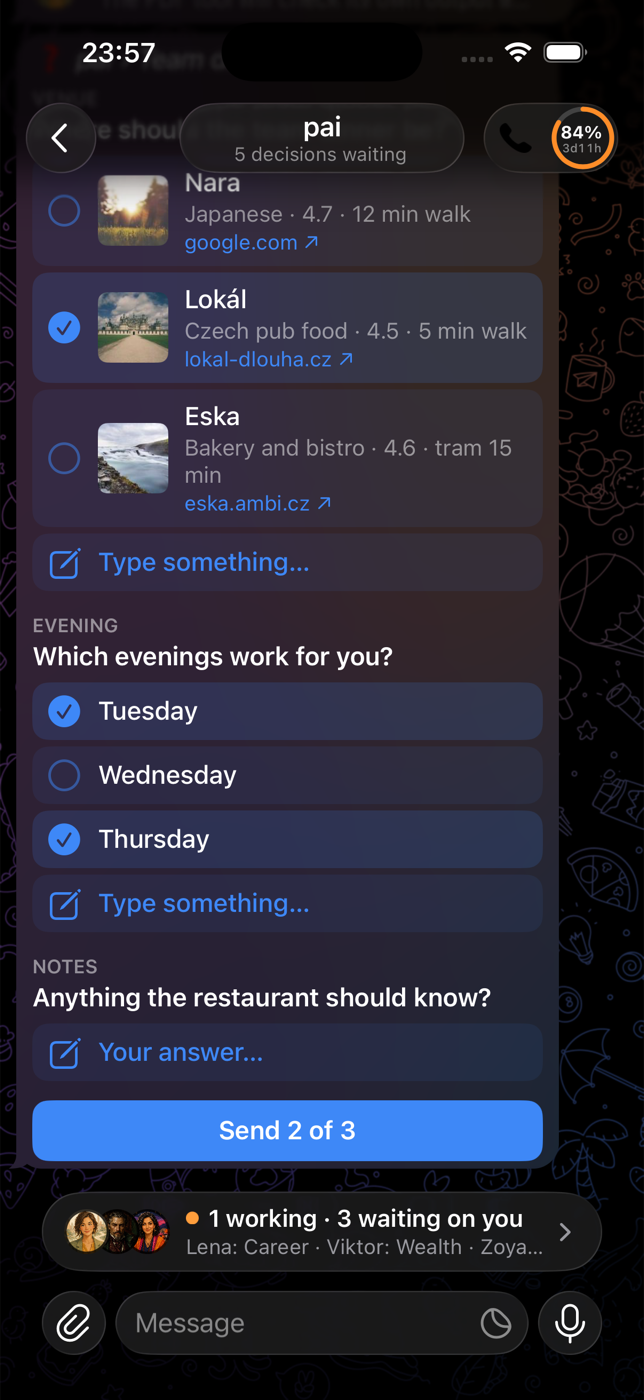 23:57
pai
5 decisions waiting
84%
3d11h
Nara
Japanese · 4.7 · 12 min walk
google.com ↗
Lokál
Czech pub food · 4.5 · 5 min walk
lokal-dlouha.cz ↗
Eska
Bakery and bistro · 4.6 · tram 15
min
eska.ambi.cz ↗
Type something...
EVENING
Which evenings work for you?
Tuesday
Wednesday
Thursday
Type something...
NOTES
Anything the restaurant should know?
Your answer...
Send 2 of 3
1 working · 3 waiting on you
Lena: Career · Viktor: Wealth · Zoya...
Message